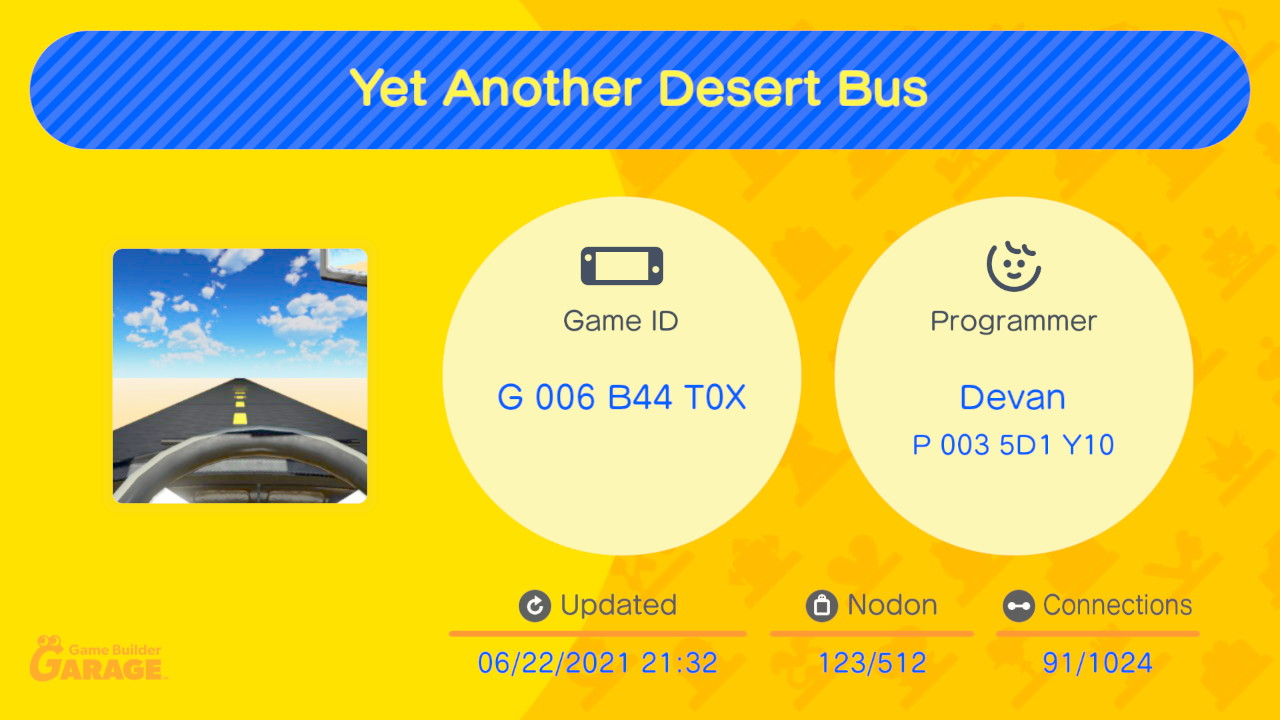 Yet Another Desert Bus
Game ID
G 006 B44 T0X
Programmer
Devan
P 003 5D1 Y10
Updated
06/22/2021 21:32
Nodon
123/512
Connections
91/1024
Game Builder
GARAGE